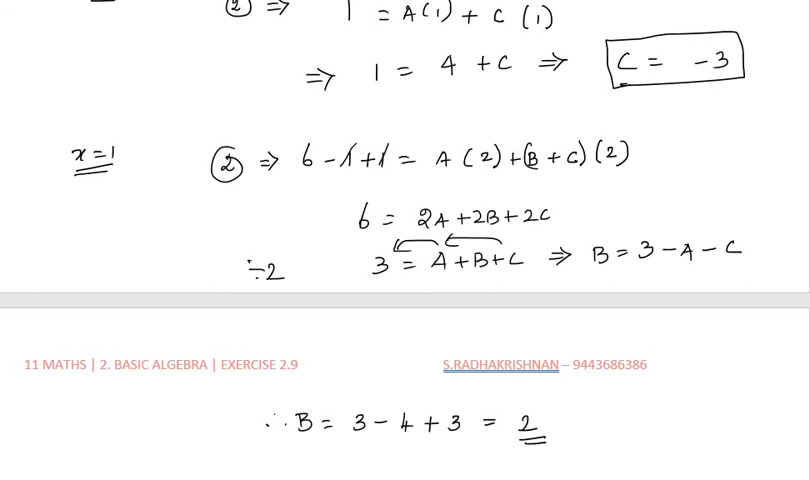 ② ⇒ 1 = A(1) + C (1)
⇒ 1 = 4 + C ⇒ C = -3
x=1 ② ⇒ 6 - 1 + 1 = A (2) + (B + C) (2)
6 = 2A + 2B + 2C
÷2 3 = A + B + C ⇒ B = 3 - A - C
11 MATHS | 2. BASIC ALGEBRA | EXERCISE 2.9 S.RADHAKRISHNAN – 9443686386
∴ B = 3 - 4 + 3 = 2